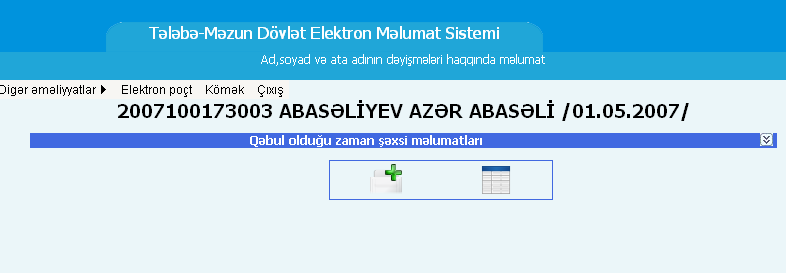 Tələbə-Məzun Dövlət Elektron Məlumat Sistemi
Ad,soyad və ata adının dəyişmələri haqqında məlumat
Digər əməliyyatlar Elektron poçt Kömək Çıxış
2007100173003 ABASƏLİYEV AZƏR ABASƏLİ /01.05.2007/
Qəbul olduğu zaman şəxsi məlumatları